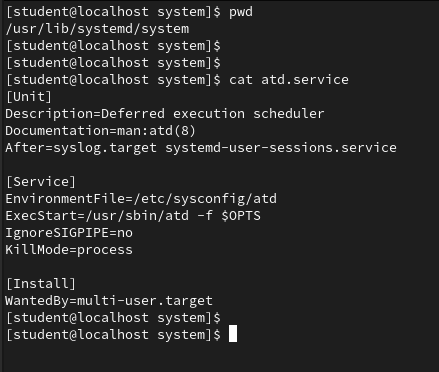 [student@localhost system]$ pwd
/usr/lib/systemd/system
[student@localhost system]$
[student@localhost system]$
[student@localhost system]$ cat atd.service
[Unit]
Description=Deferred execution scheduler
Documentation=man:atd(8)
After=syslog.target systemd-user-sessions.service

[Service]
EnvironmentFile=/etc/sysconfig/atd
ExecStart=/usr/sbin/atd -f $OPTS
IgnoreSIGPIPE=no
KillMode=process

[Install]
WantedBy=multi-user.target
[student@localhost system]$
[student@localhost system]$